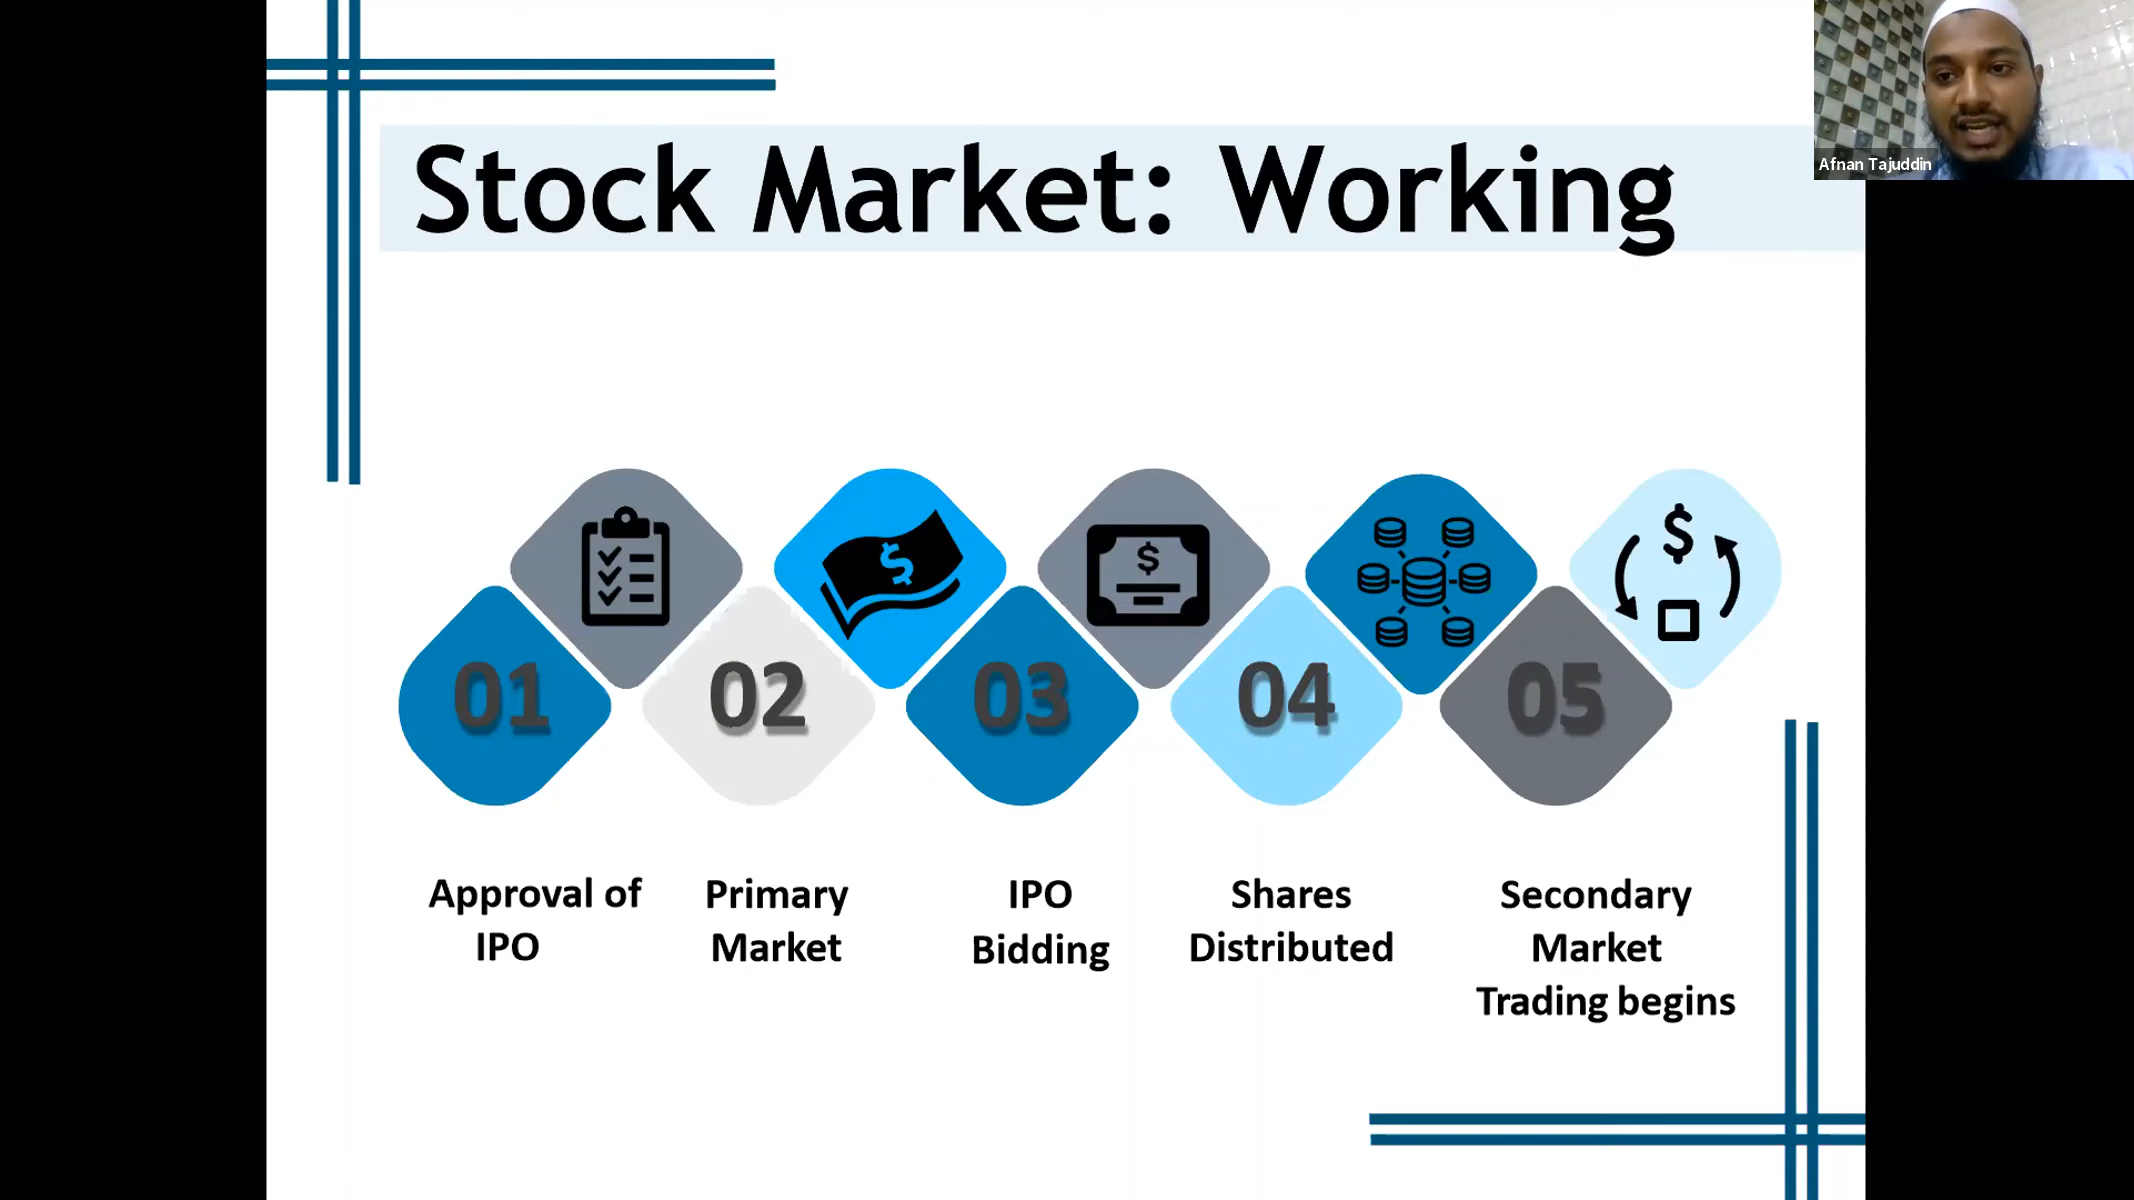 Stock Market: Working
Afnan Tajuddin
$
$
$
01
02
03
04
05
Approval of
IPO
Primary
Market
IPO
Bidding
Shares
Distributed
Secondary
Market
Trading begins